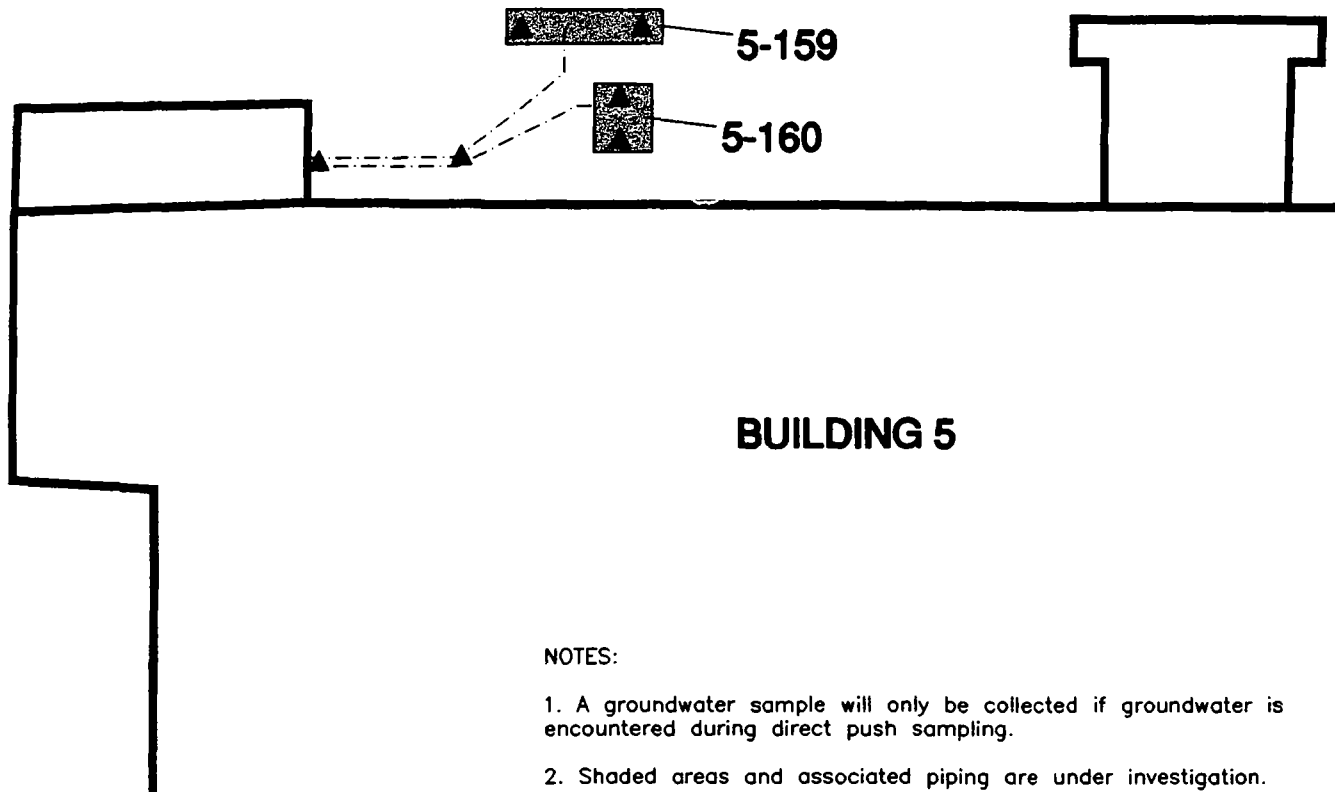 5-159
5-160
BUILDING 5
NOTES:
1. A groundwater sample will only be collected if groundwater is
encountered during direct push sampling.
2. Shaded areas and associated piping are under investigation.